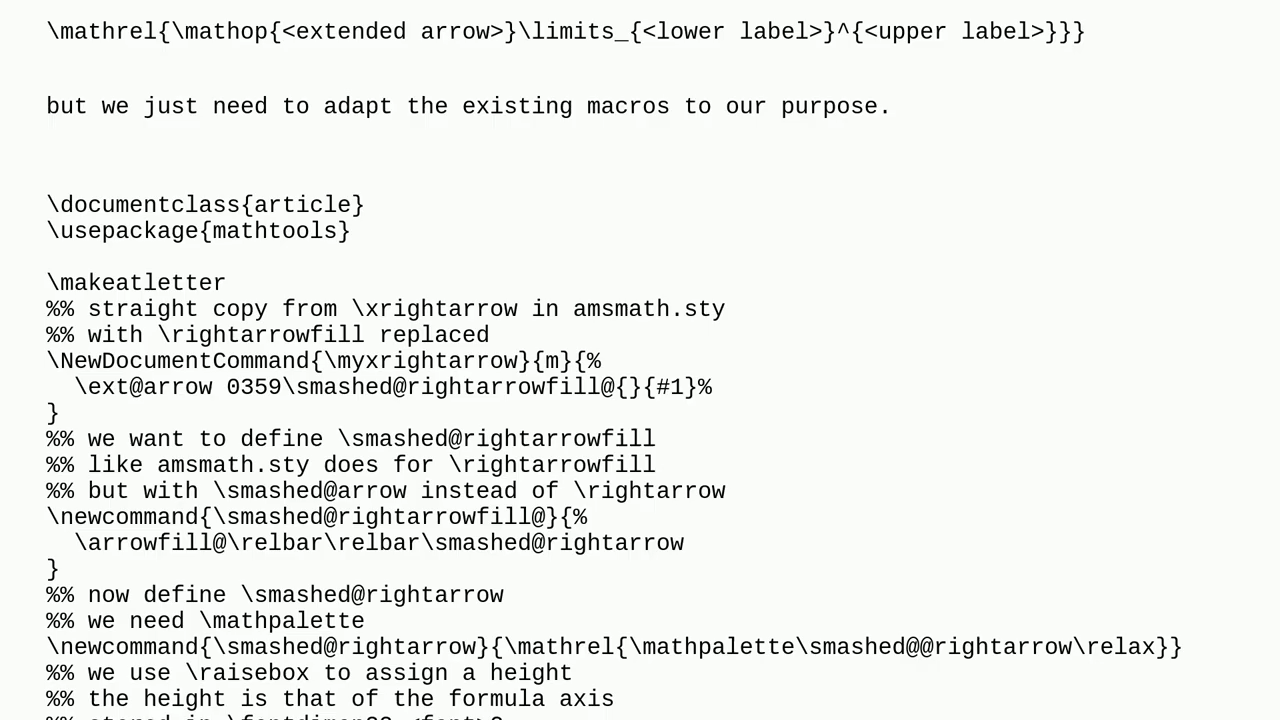 \mathrel{\mathop{<extended arrow>}\limits_{<lower label>}^{<upper label>}}}
but we just need to adapt the existing macros to our purpose.
\documentclass{article}
\usepackage{mathtools}
\makeatletter
%% straight copy from \xrightarrow in amsmath.sty
%% with \rightarrowfill replaced
\NewDocumentCommand{\myxrightarrow}{m}{%
  \ext@arrow 0359\smashed@rightarrowfill@{}{#1}%
}
%% we want to define \smashed@rightarrowfill
%% like amsmath.sty does for \rightarrowfill
%% but with \smashed@arrow instead of \rightarrow
\newcommand{\smashed@rightarrowfill@}{%
  \arrowfill@\relbar\relbar\smashed@rightarrow
}
%% now define \smashed@rightarrow
%% we need \mathpalette
\newcommand{\smashed@rightarrow}{\mathrel{\mathpalette\smashed@@rightarrow\relax}}
%% we use \raisebox to assign a height
%% the height is that of the formula axis
%% stored in